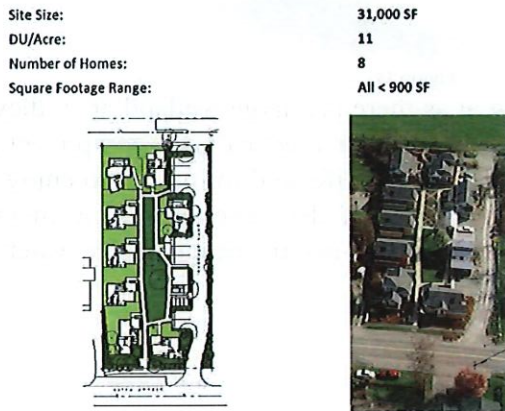 Site Size: 31,000 SF
DU/Acre: 11
Number of Homes: 8
Square Footage Range: All < 900 SF